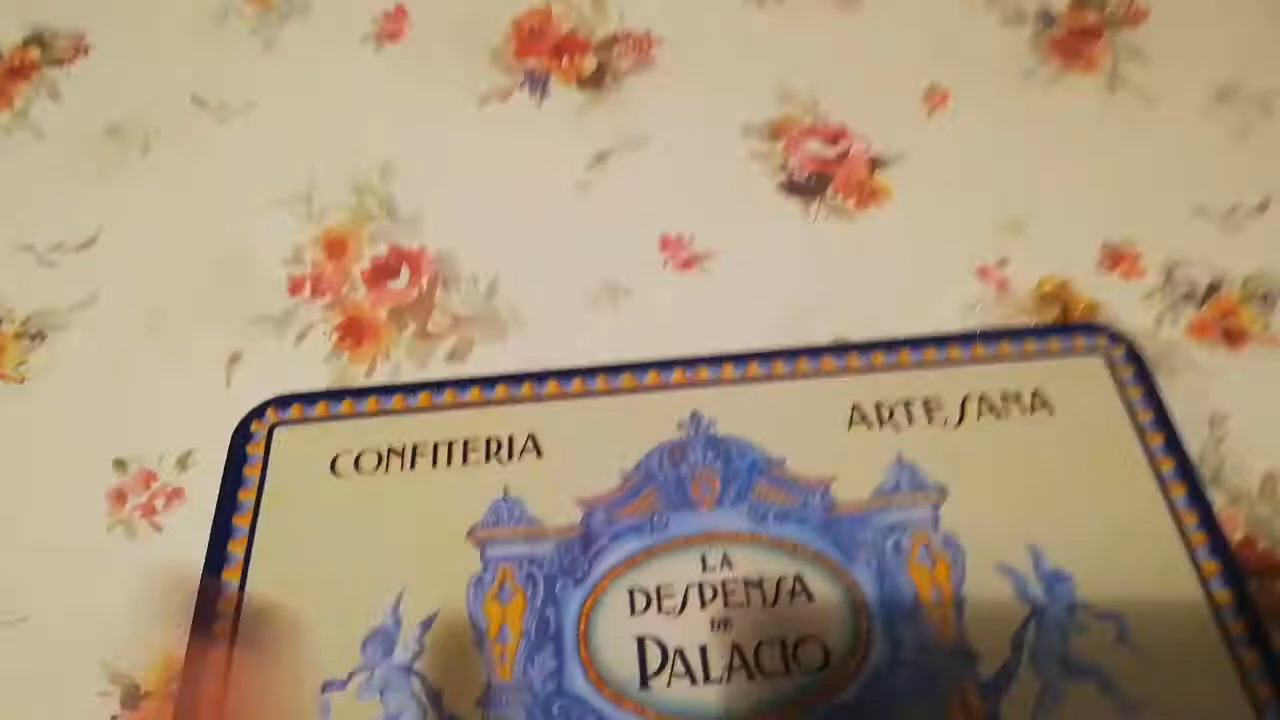 CONFITERIA
ARTESANA
LA
DESPENSA
DE
PALACIO